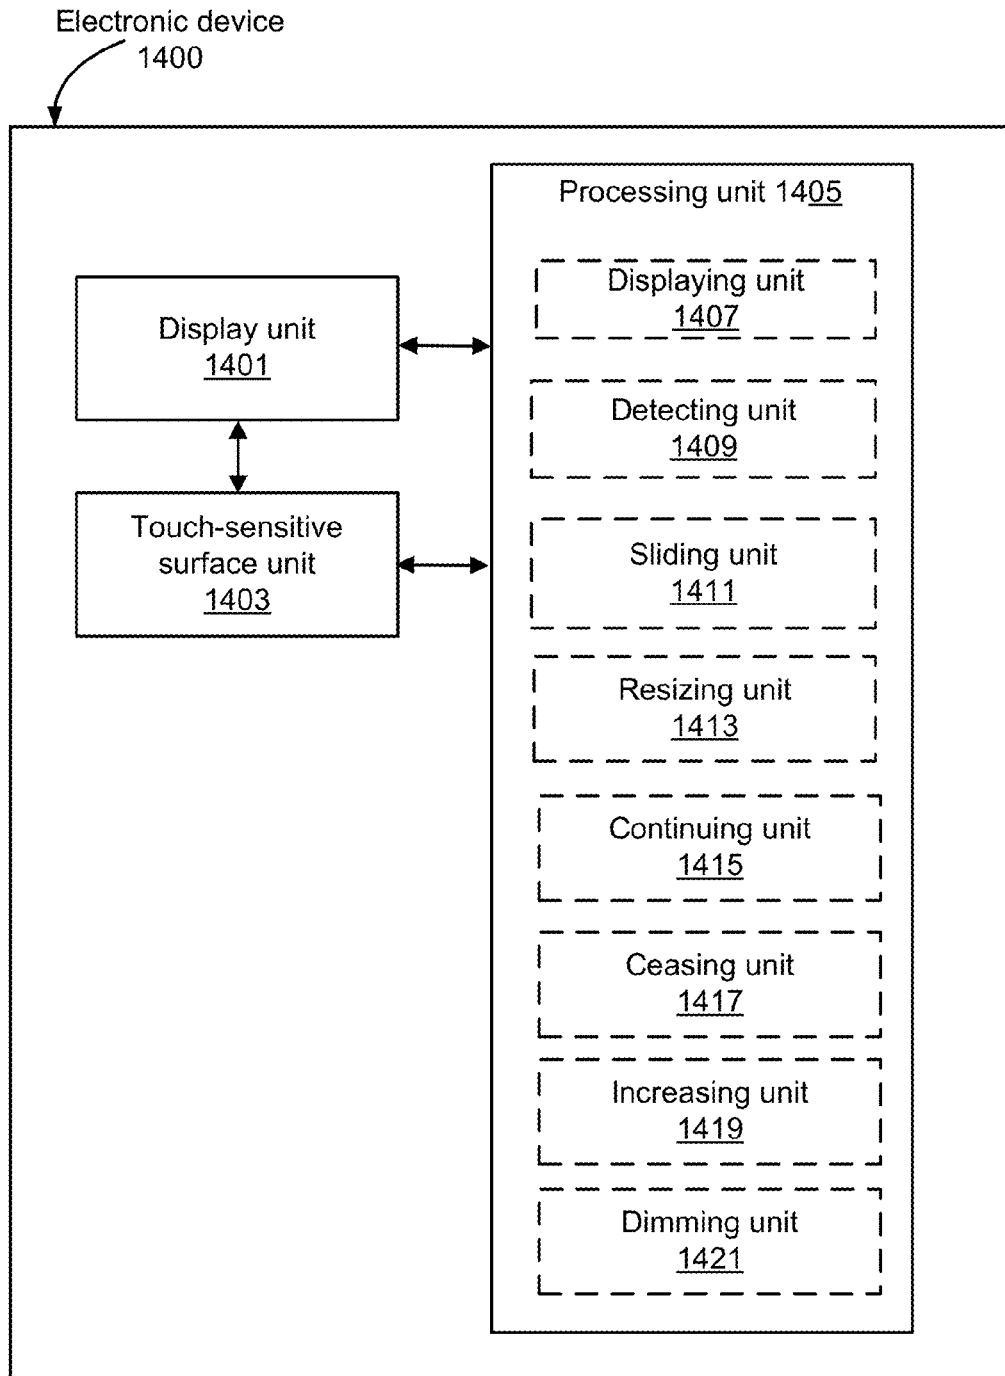 Electronic device
1400
Processing unit 1405
Displaying unit
1407
Display unit
1401
Detecting unit
1409
Touch-sensitive
surface unit
1403
Sliding unit
1411
Resizing unit
1413
Continuing unit
1415
Ceasing unit
1417
Increasing unit
1419
Dimming unit
1421